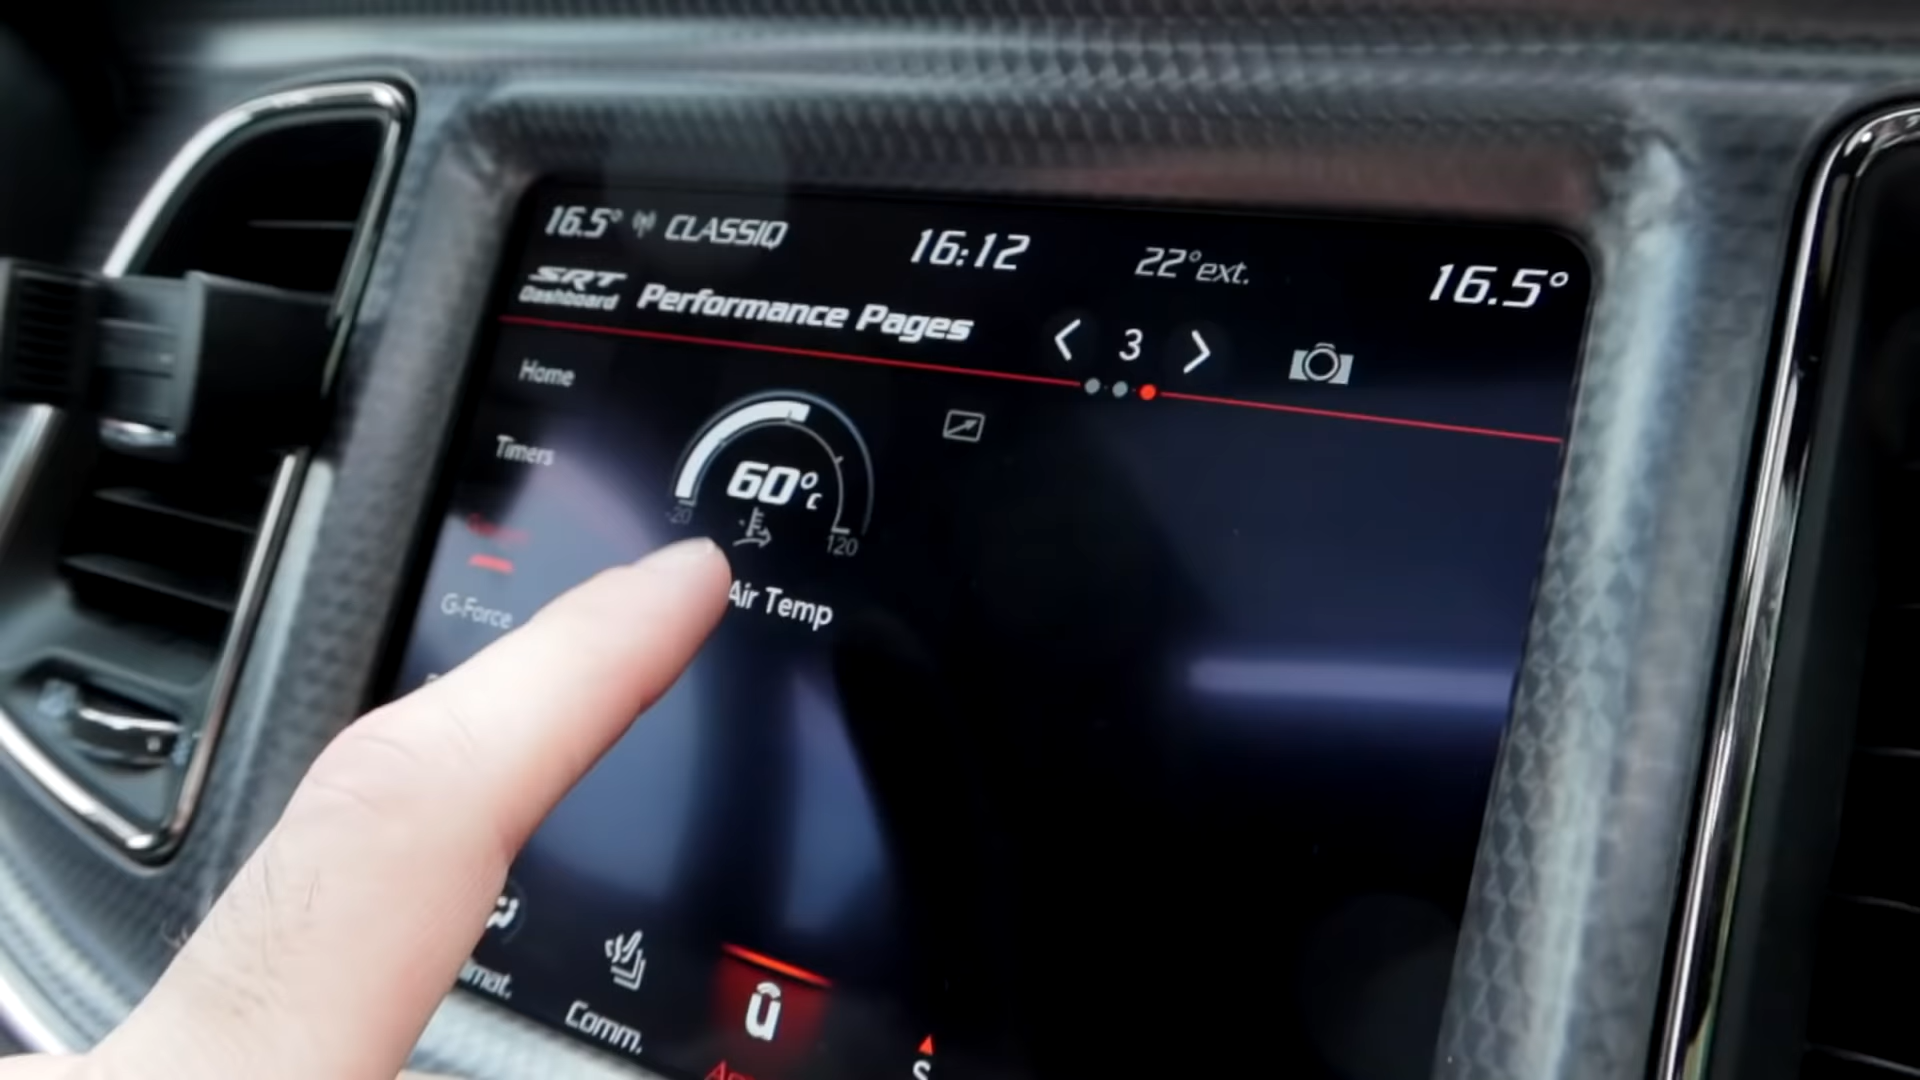 16.5° CLASSIQ 16:12 22°ext. 16.5°
SRT Dashboard Performance Pages 3
Home
Timers
60°C
-20 120
Air Temp
G-Force
Comm.
S